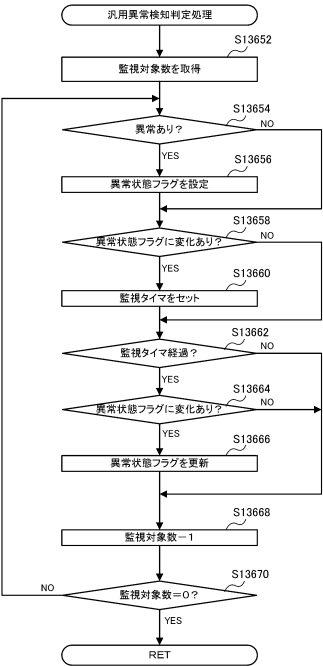 汎用異常検知判定処理
S13652
監視対象数を取得
S13654
異常あり?
NO
YES
S13656
異常状態フラグを設定
S13658
異常状態フラグに変化あり?
NO
YES
S13660
監視タイマをセット
S13662
監視タイマ経過?
NO
YES
S13664
異常状態フラグに変化あり?
NO
YES
S13666
異常状態フラグを更新
S13668
監視対象数-1
S13670
監視対象数=0?
NO
YES
RET